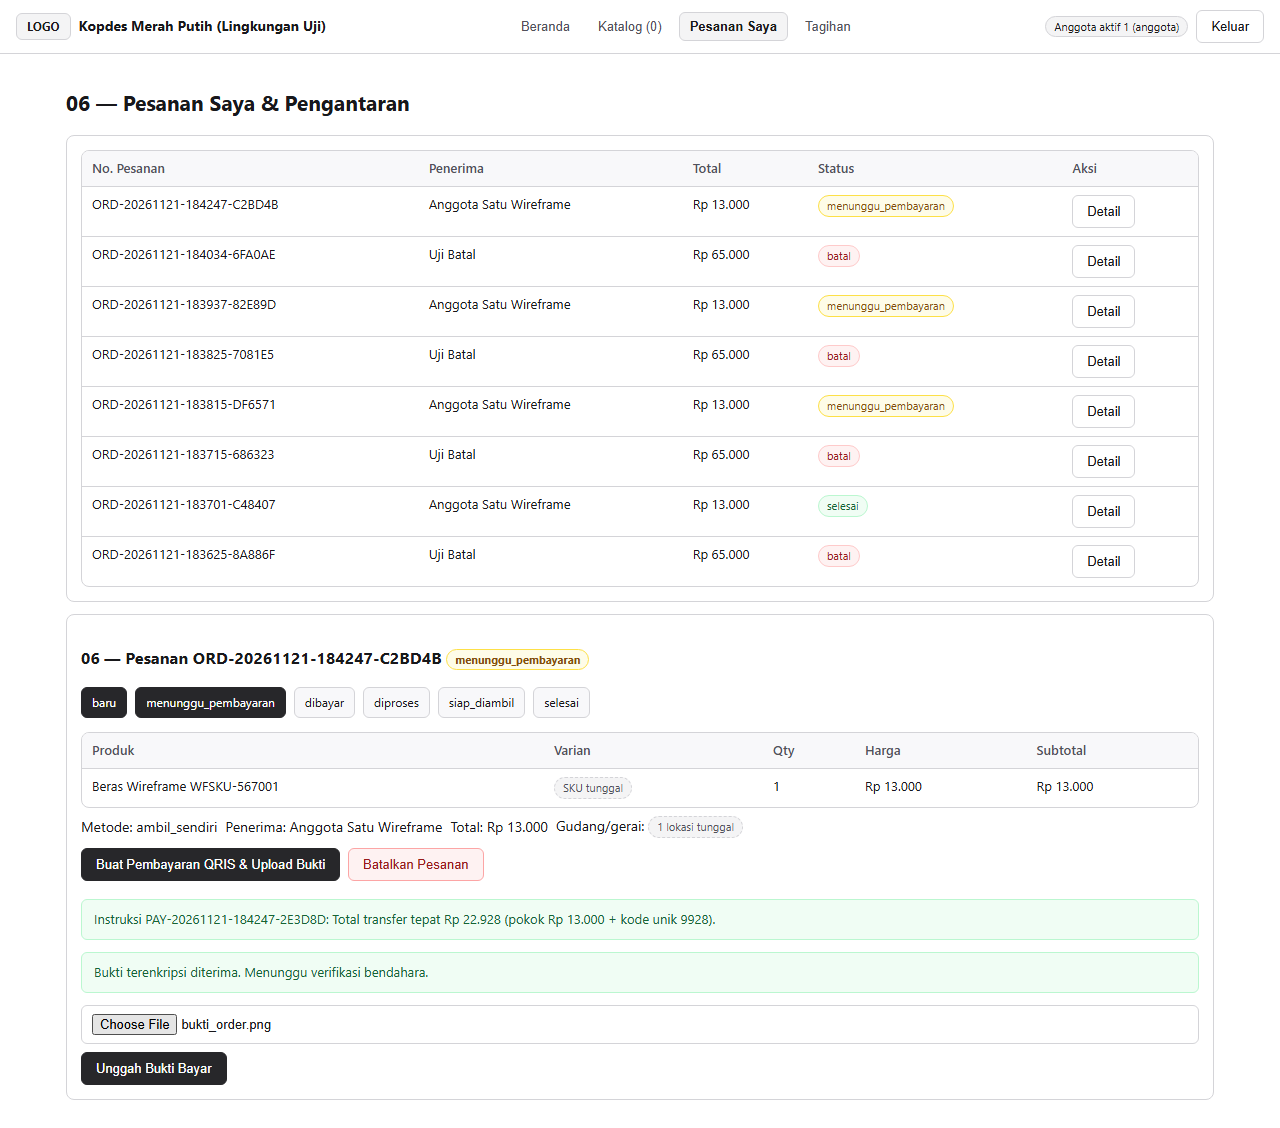 LOGO Kopdes Merah Putih (Lingkungan Uji) Beranda Katalog (0) Pesanan Saya Tagihan Anggota aktif 1 (anggota) Keluar
06 — Pesanan Saya & Pengantaran
No. Pesanan Penerima Total Status Aksi
ORD-20261121-184247-C2BD4B Anggota Satu Wireframe Rp 13.000 menunggu_pembayaran Detail
ORD-20261121-184034-6FA0AE Uji Batal Rp 65.000 batal Detail
ORD-20261121-183937-82E89D Anggota Satu Wireframe Rp 13.000 menunggu_pembayaran Detail
ORD-20261121-183825-7081E5 Uji Batal Rp 65.000 batal Detail
ORD-20261121-183815-DF6571 Anggota Satu Wireframe Rp 13.000 menunggu_pembayaran Detail
ORD-20261121-183715-686323 Uji Batal Rp 65.000 batal Detail
ORD-20261121-183701-C48407 Anggota Satu Wireframe Rp 13.000 selesai Detail
ORD-20261121-183625-8A886F Uji Batal Rp 65.000 batal Detail
06 — Pesanan ORD-20261121-184247-C2BD4B menunggu_pembayaran
baru menunggu_pembayaran dibayar diproses siap_diambil selesai
Produk Varian Qty Harga Subtotal
Beras Wireframe WFSKU-567001 SKU tunggal 1 Rp 13.000 Rp 13.000
Metode: ambil_sendiri Penerima: Anggota Satu Wireframe Total: Rp 13.000 Gudang/gerai: 1 lokasi tunggal
Buat Pembayaran QRIS & Upload Bukti Batalkan Pesanan
Instruksi PAY-20261121-184247-2E3D8D: Total transfer tepat Rp 22.928 (pokok Rp 13.000 + kode unik 9928).
Bukti terenkripsi diterima. Menunggu verifikasi bendahara.
Choose File bukti_order.png
Unggah Bukti Bayar